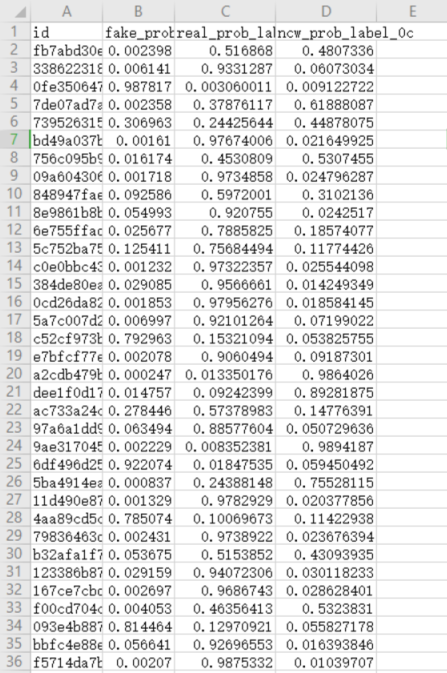 A B C D E
1 id fake_prob real_prob_lal ncw_prob_label_0c
2 fb7abd30e 0.002398 0.516868 0.4807336
3 338622318 0.006141 0.9331287 0.06073034
4 0fe350647 0.987817 0.003060011 0.009122722
5 7de07ad7a 0.002358 0.37876117 0.61888087
6 739526315 0.306963 0.24425644 0.44878075
7 bd49a037b 0.00161 0.97674006 0.021649925
8 756c095b9 0.016174 0.4530809 0.5307455
9 09a604306 0.001718 0.9734858 0.024796287
10 848947fae 0.092586 0.5972001 0.3102136
11 8e9861b8b 0.054993 0.920755 0.0242517
12 6e755ffac 0.025677 0.7885825 0.18574077
13 5c752ba75 0.125411 0.75684494 0.11774426
14 c0e0bbc43 0.001232 0.97322357 0.025544098
15 384de80ea 0.029085 0.9566661 0.014249349
16 0cd26da82 0.001853 0.97956276 0.018584145
17 5a7c007d2 0.006997 0.92101264 0.07199022
18 c52cf973b 0.792963 0.15321094 0.053825755
19 e7bfcf77e 0.002078 0.9060494 0.09187301
20 a2cdb479b 0.000247 0.013350176 0.9864026
21 dee1f0d17 0.014757 0.09242399 0.89281875
22 ac733a24c 0.278446 0.57378983 0.14776391
23 97a6a1dd9 0.063494 0.88577604 0.050729636
24 9ae317045 0.002229 0.008352381 0.9894187
25 6df496d25 0.922074 0.01847535 0.059450492
26 5ba4914ea 0.000837 0.24388148 0.75528115
27 11d490e87 0.001329 0.9782929 0.020377856
28 4aa89cd5c 0.785074 0.10069673 0.11422938
29 79836463c 0.002431 0.9738922 0.023676394
30 b32afa1f7 0.053675 0.5153852 0.43093935
31 123386b87 0.029159 0.94072306 0.030118233
32 167ce7cbc 0.002697 0.9686743 0.028628401
33 f00cd704c 0.004053 0.46356413 0.5323831
34 093e4b887 0.814464 0.12970921 0.055827178
35 bbfc4e88e 0.056641 0.92696553 0.016393846
36 f5714da7b 0.00207 0.9875332 0.01039707